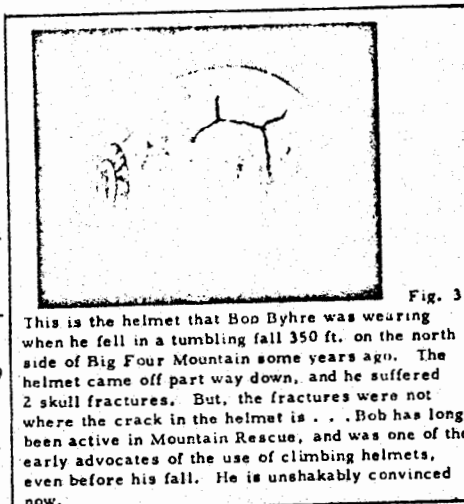 Fig. 3
This is the helmet that Bob Byhre was wearing
when he fell in a tumbling fall 350 ft. on the north
side of Big Four Mountain some years ago. The
helmet came off part way down, and he suffered
2 skull fractures. But, the fractures were not
where the crack in the helmet is . . . Bob has long
been active in Mountain Rescue, and was one of the
early advocates of the use of climbing helmets,
even before his fall. He is unshakably convinced
now.